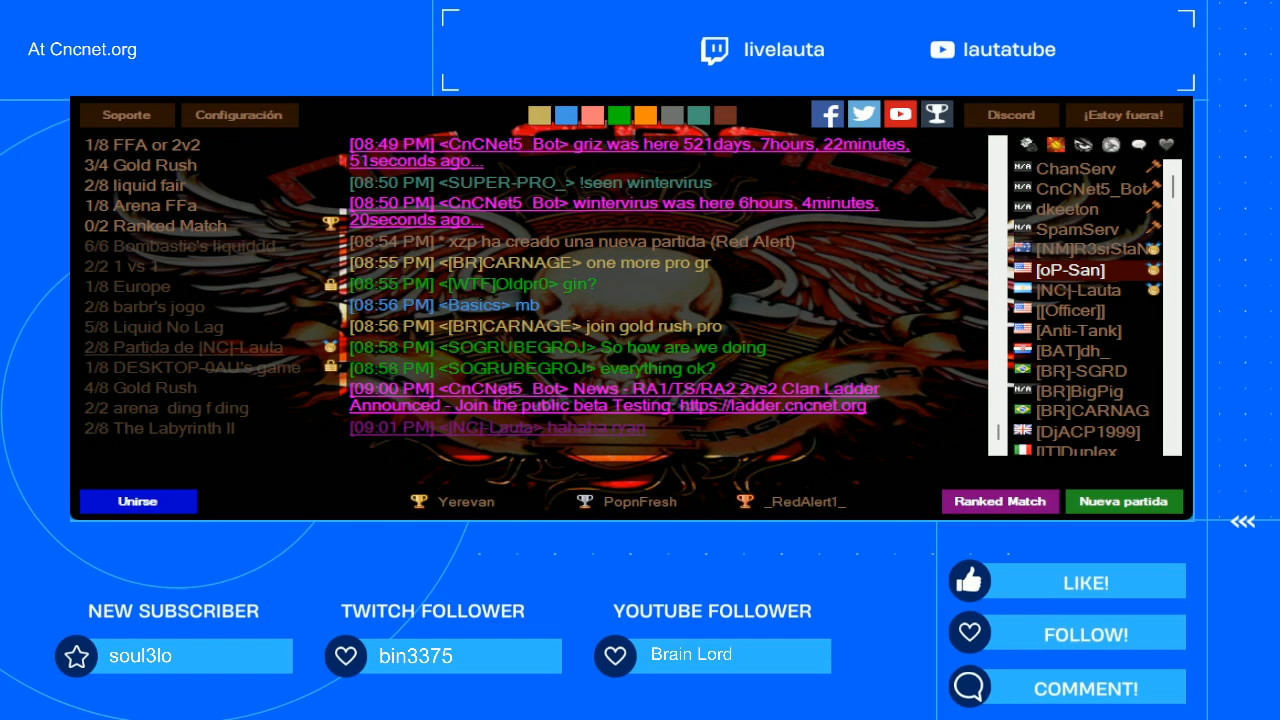 At Cncnet.org
livelauta
lautatube
Soporte
Configuración
Discord
¡Estoy fuera!
1/8 FFA or 2v2
3/4 Gold Rush
2/8 liquid fair
1/8 Arena FFa
0/2 Ranked Match
6/6 Bombastic's liquiddd
2/2 1 vs 1
1/8 Europe
2/8 barbr's jogo
5/8 Liquid No Lag
2/8 Partida de |NC|-Lauta
1/8 DESKTOP-0AU's game
4/8 Gold Rush
2/2 arena ding f ding
2/8 The Labyrinth II
[08:49 PM] <CnCNet5_Bot> griz was here 521days, 7hours, 22minutes,
51seconds ago...
[08:50 PM] <SUPER-PRO_> !seen wintervirus
[08:50 PM] <CnCNet5_Bot> wintervirus was here 6hours, 4minutes,
20seconds ago...
[08:54 PM] * xzp ha creado una nueva partida (Red Alert)
[08:55 PM] <[BR]CARNAGE> one more pro gr
[08:55 PM] <[WTF]Oldpr0> gin?
[08:56 PM] <Basics> mb
[08:56 PM] <[BR]CARNAGE> join gold rush pro
[08:58 PM] <SOGRUBEGROJ> So how are we doing
[08:58 PM] <SOGRUBEGROJ> everything ok?
[09:00 PM] <CnCNet5_Bot> News - RA1/TS/RA2 2vs2 Clan Ladder
Announced - Join the public beta Testing: https://ladder.cncnet.org
[09:01 PM] <|NC|-Lauta> hahaha ryan
N/A ChanServ
N/A CnCNet5_Bot
N/A dkeeton
N/A SpamServ
[NM]R3siStaN
[oP-San]
|NC|-Lauta
[[Officer]]
[Anti-Tank]
[BAT]dh_
[BR]-SGRD
N/A [BR]BigPig
[BR]CARNAG
[DjACP1999]
[IT]Duplex
Unirse
Yerevan
PopnFresh
_RedAlert1_
Ranked Match
Nueva partida
NEW SUBSCRIBER
soul3lo
TWITCH FOLLOWER
bin3375
YOUTUBE FOLLOWER
Brain Lord
LIKE!
FOLLOW!
COMMENT!